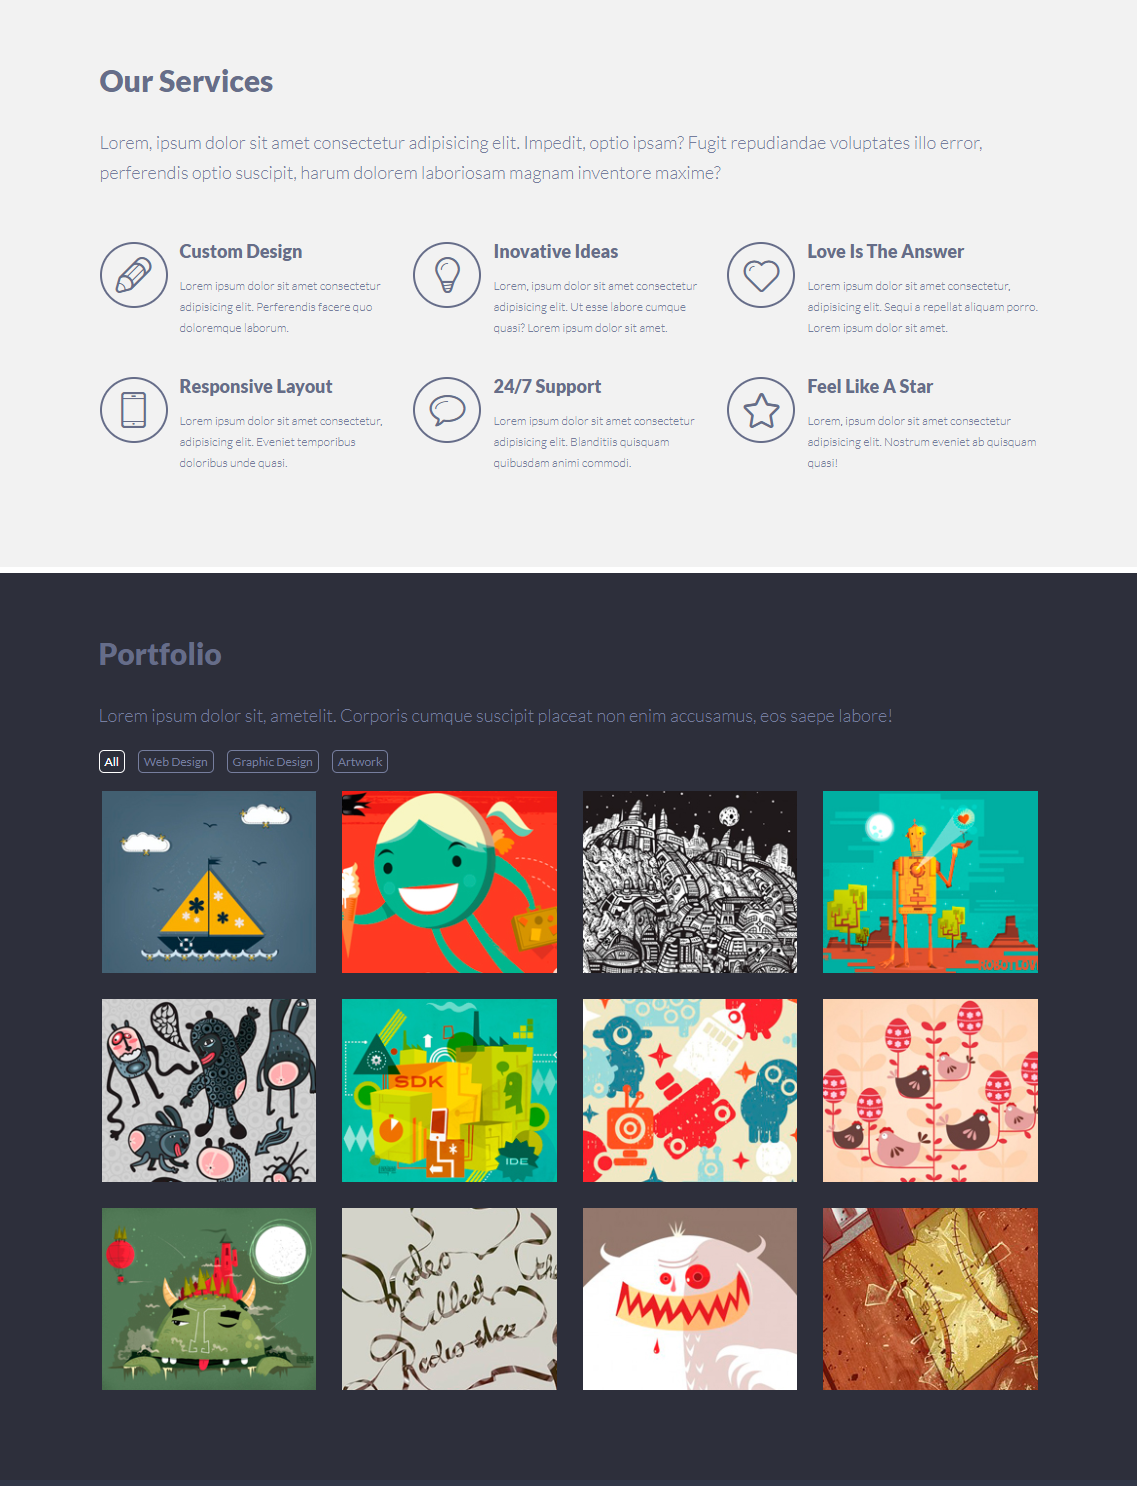 Our Services
Lorem, ipsum dolor sit amet consectetur adipisicing elit. Impedit, optio ipsam? Fugit repudiandae voluptates illo error,
perferendis optio suscipit, harum dolorem laboriosam magnam inventore maxime?
Custom Design
Lorem ipsum dolor sit amet consectetur
adipisicing elit. Perferendis facere quo
doloremque laborum.
Inovative Ideas
Lorem, ipsum dolor sit amet consectetur
adipisicing elit. Ut esse labore cumque
quasi? Lorem ipsum dolor sit amet.
Love Is The Answer
Lorem ipsum dolor sit amet consectetur,
adipisicing elit. Sequi a repellat aliquam porro.
Lorem ipsum dolor sit amet.
Responsive Layout
Lorem ipsum dolor sit amet consectetur,
adipisicing elit. Eveniet temporibus
doloribus unde quasi.
24/7 Support
Lorem ipsum dolor sit amet consectetur
adipisicing elit. Blanditiis quisquam
quibusdam animi commodi.
Feel Like A Star
Lorem, ipsum dolor sit amet consectetur
adipisicing elit. Nostrum eveniet ab quisquam
quasi!
Portfolio
Lorem ipsum dolor sit, ametelit. Corporis cumque suscipit placeat non enim accusamus, eos saepe labore!
All
Web Design
Graphic Design
Artwork
SDK
IDE